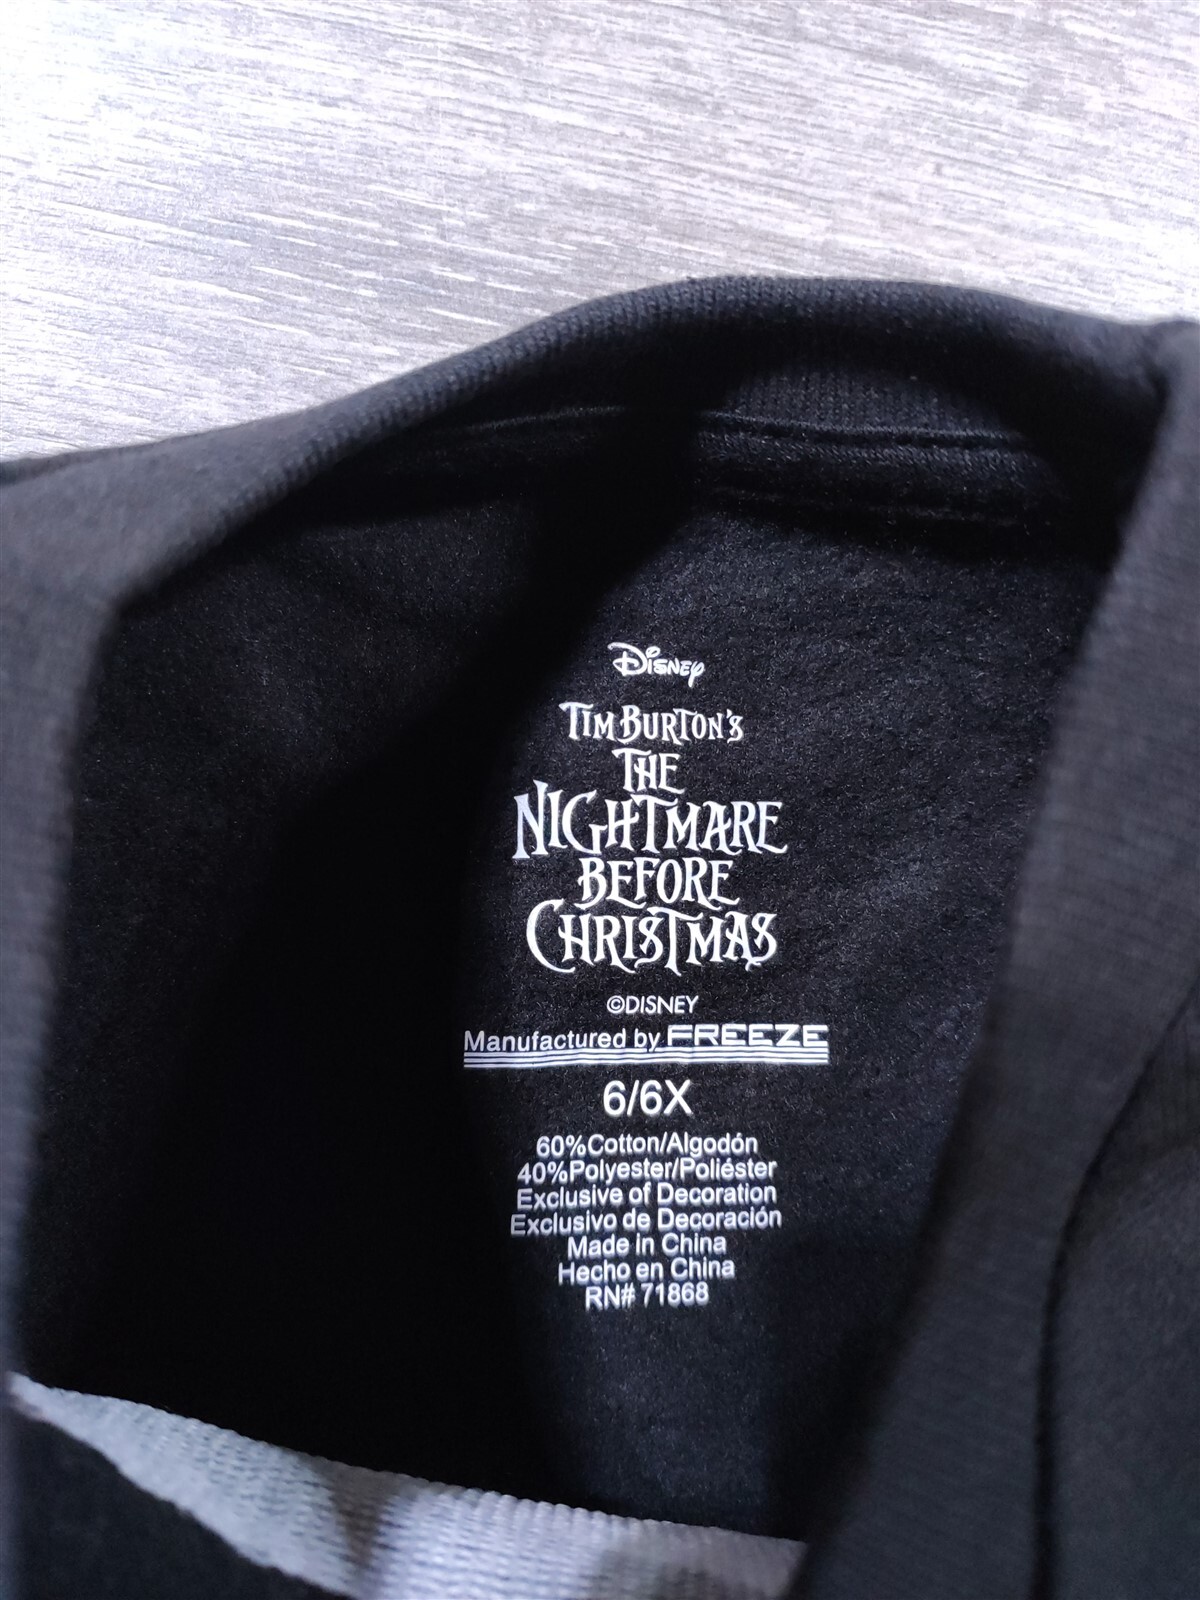 Disney
TIM BURTON'S
THE
NIGHTMARE
BEFORE
CHRISTMAS
©DISNEY
Manufactured by FREEZE
6/6X
60%Cotton/Algodón
40%Polyester/Poliéster
Exclusive of Decoration
Exclusivo de Decoración
Made in China
Hecho en China
RN# 71868